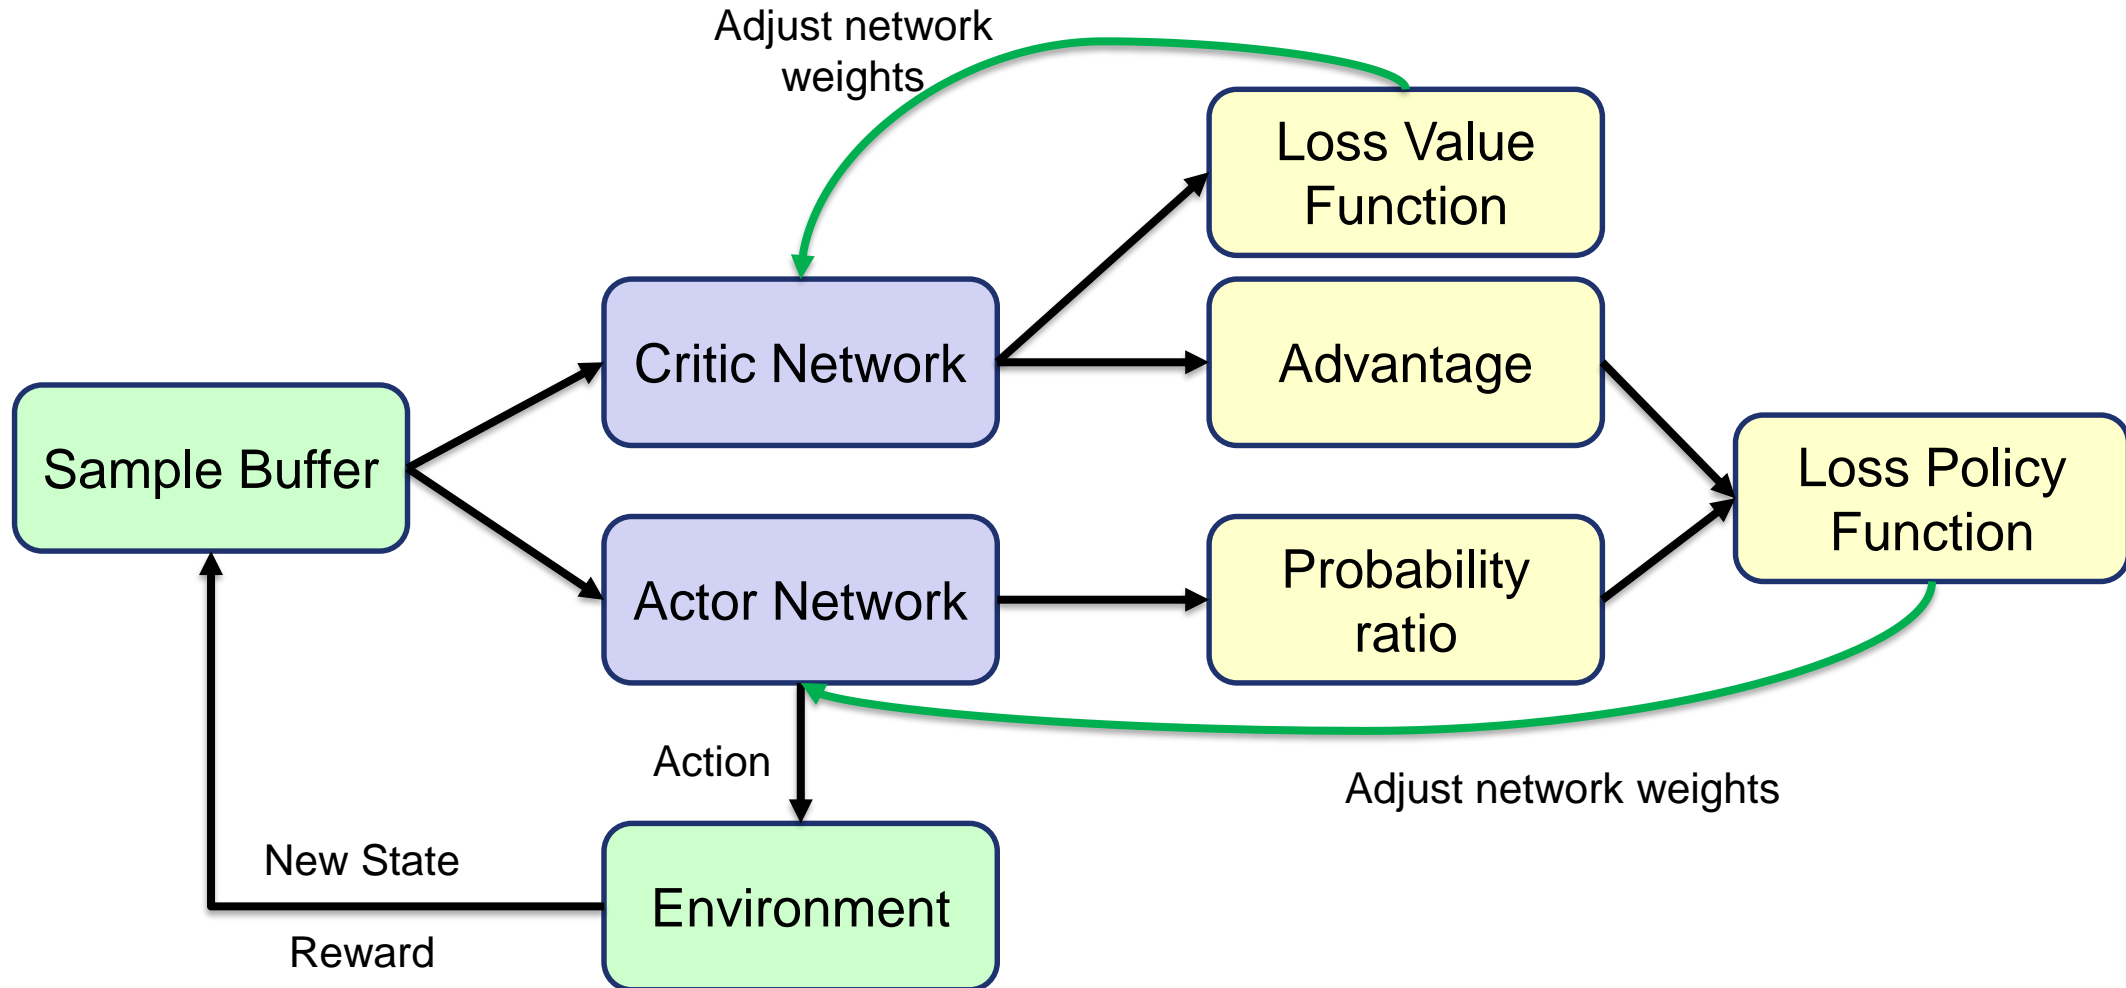 Adjust network
weights
Loss Value
Function
Critic Network
Advantage
Sample Buffer
Loss Policy
Function
Actor Network
Probability
ratio
Action
Adjust network weights
New State
Environment
Reward